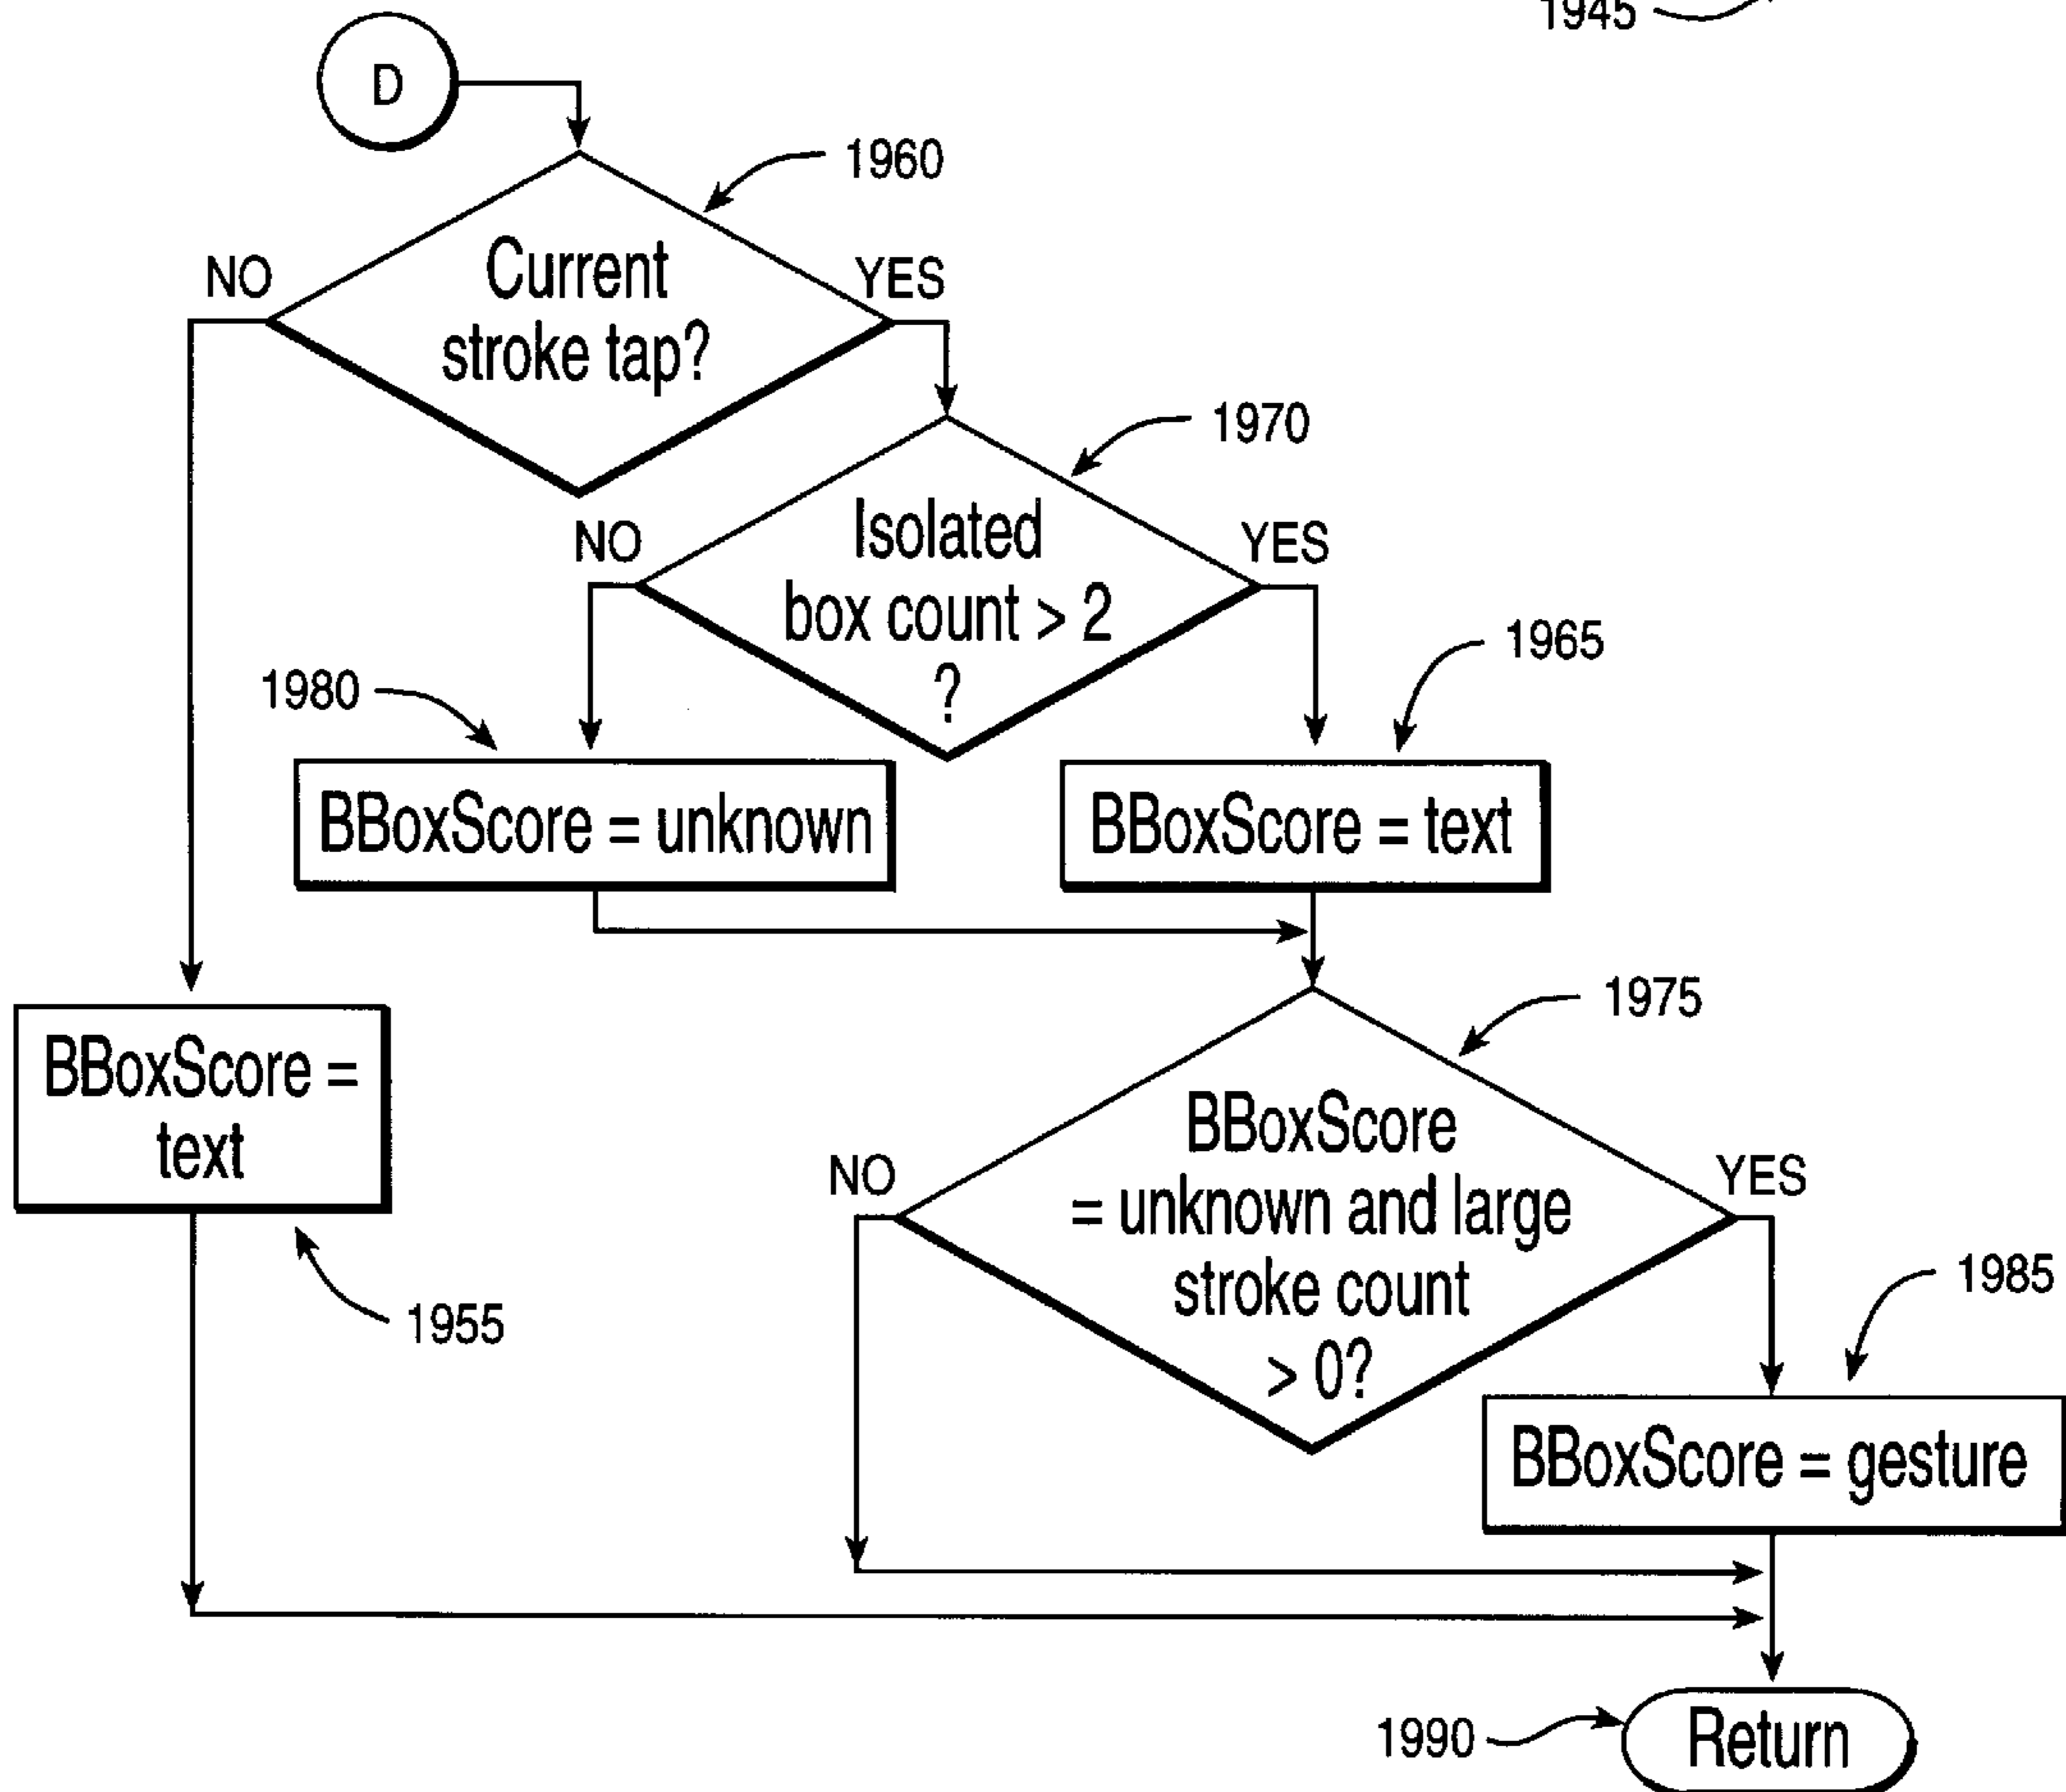 1945
D
1960
NO
YES
Current
stroke tap?
1970
NO
YES
Isolated
box count > 2
?
1965
1980
BBoxScore = unknown
BBoxScore = text
1975
BBoxScore =
text
1955
NO
YES
BBoxScore
= unknown and large
stroke count
> 0?
1985
BBoxScore = gesture
1990
Return